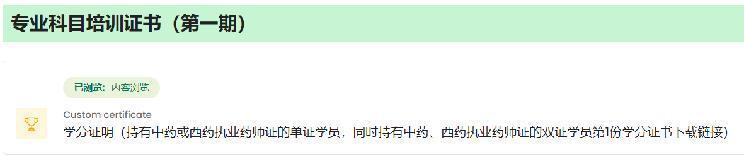 专业科目培训证书（第一期）
已浏览：内容浏览
Custom certificate
学分证明（持有中药或西药执业药师证的单证学员，同时持有中药、西药执业药师证的双证学员第1份学分证书下载链接）